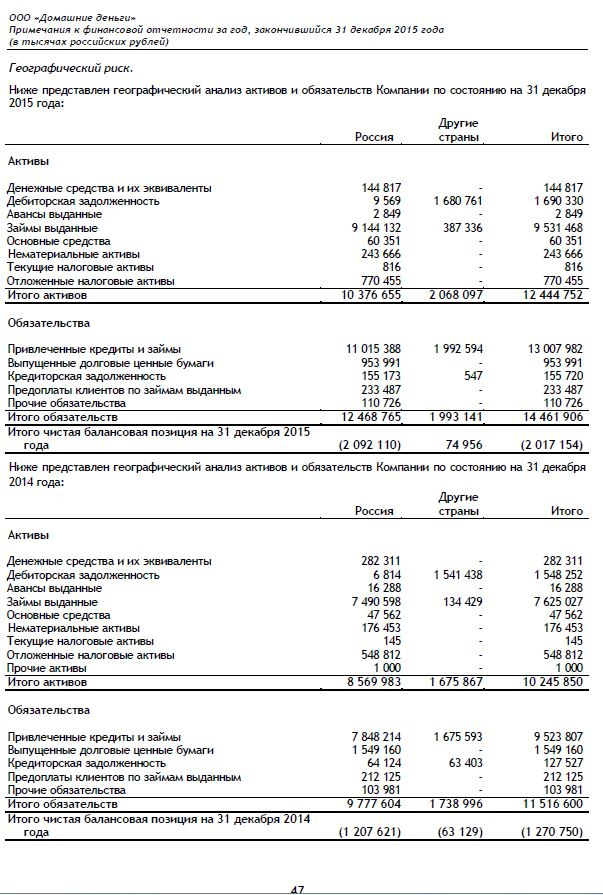 ООО «Домашние деньги»
Примечания к финансовой отчетности за год, закончившийся 31 декабря 2015 года
(в тысячах российских рублей)
Географический риск.
Ниже представлен географический анализ активов и обязательств Компании по состоянию на 31 декабря
2015 года:
Другие
Россия страны Итого
Активы
Денежные средства и их эквиваленты 144 817 - 144 817
Дебиторская задолженность 9 569 1 680 761 1 690 330
Авансы выданные 2 849 - 2 849
Займы выданные 9 144 132 387 336 9 531 468
Основные средства 60 351 - 60 351
Нематериальные активы 243 666 - 243 666
Текущие налоговые активы 816 - 816
Отложенные налоговые активы 770 455 - 770 455
Итого активов 10 376 655 2 068 097 12 444 752
Обязательства
Привлеченные кредиты и займы 11 015 388 1 992 594 13 007 982
Выпущенные долговые ценные бумаги 953 991 - 953 991
Кредиторская задолженность 155 173 547 155 720
Предоплаты клиентов по займам выданным 233 487 - 233 487
Прочие обязательства 110 726 - 110 726
Итого обязательств 12 468 765 1 993 141 14 461 906
Итого чистая балансовая позиция на 31 декабря 2015
года (2 092 110) 74 956 (2 017 154)
Ниже представлен географический анализ активов и обязательств Компании по состоянию на 31 декабря
2014 года:
Другие
Россия страны Итого
Активы
Денежные средства и их эквиваленты 282 311 - 282 311
Дебиторская задолженность 6 814 1 541 438 1 548 252
Авансы выданные 16 288 - 16 288
Займы выданные 7 490 598 134 429 7 625 027
Основные средства 47 562 - 47 562
Нематериальные активы 176 453 - 176 453
Текущие налоговые активы 145 - 145
Отложенные налоговые активы 548 812 - 548 812
Прочие активы 1 000 - 1 000
Итого активов 8 569 983 1 675 867 10 245 850
Обязательства
Привлеченные кредиты и займы 7 848 214 1 675 593 9 523 807
Выпущенные долговые ценные бумаги 1 549 160 - 1 549 160
Кредиторская задолженность 64 124 63 403 127 527
Предоплаты клиентов по займам выданным 212 125 - 212 125
Прочие обязательства 103 981 - 103 981
Итого обязательств 9 777 604 1 738 996 11 516 600
Итого чистая балансовая позиция на 31 декабря 2014
года (1 207 621) (63 129) (1 270 750)
47